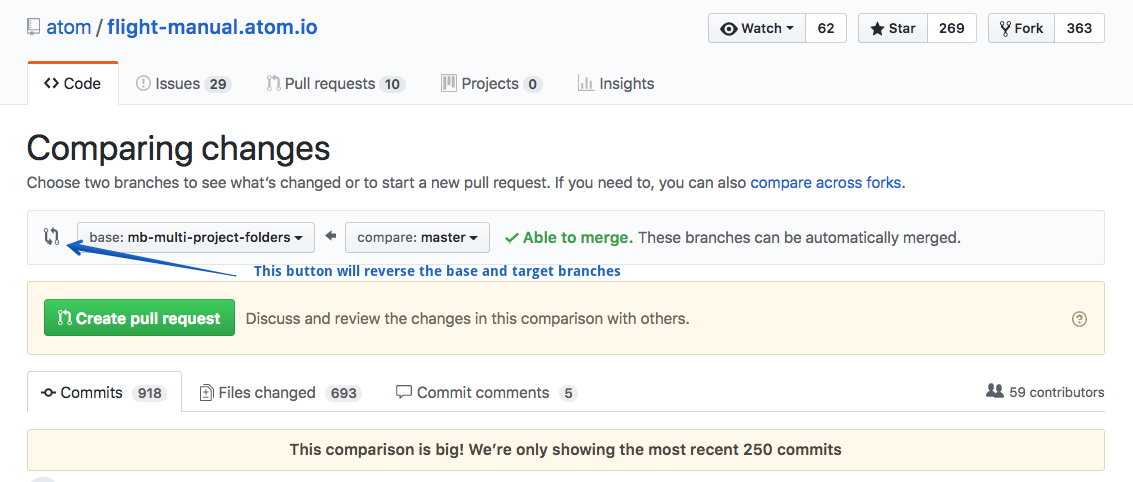 atom / flight-manual.atom.io
Watch 62 Star 269 Fork 363
Code Issues 29 Pull requests 10 Projects 0 Insights
Comparing changes
Choose two branches to see what's changed or to start a new pull request. If you need to, you can also compare across forks.
base: mb-multi-project-folders compare: master Able to merge. These branches can be automatically merged.
This button will reverse the base and target branches
Create pull request Discuss and review the changes in this comparison with others.
Commits 918 Files changed 693 Commit comments 5 59 contributors
This comparison is big! We're only showing the most recent 250 commits